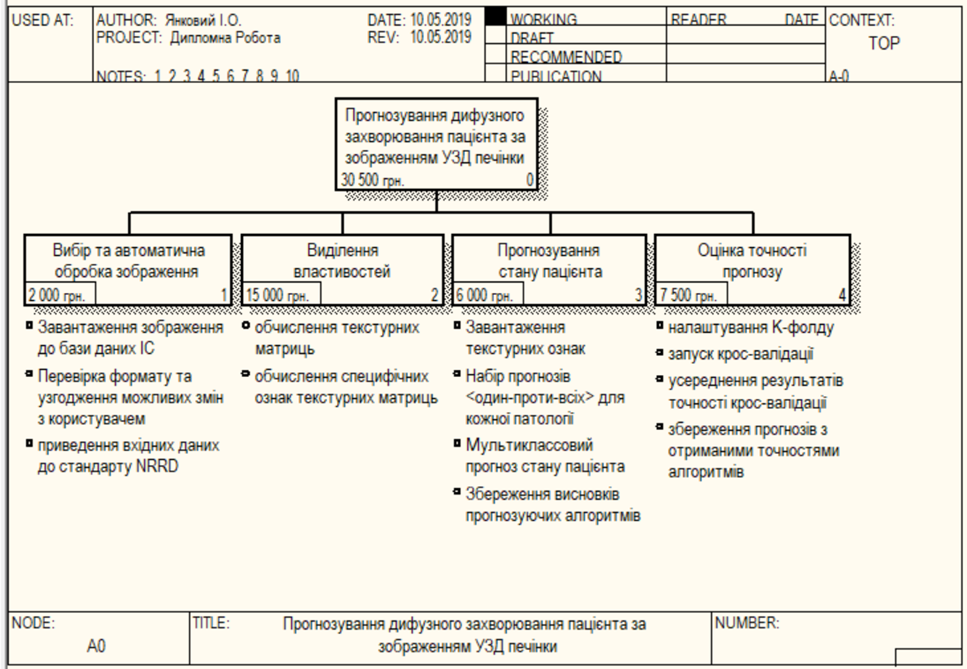 USED AT:
AUTHOR: Янковий І.О.
PROJECT: Дипломна Робота
NOTES: 1 2 3 4 5 6 7 8 9 10
DATE: 10.05.2019
REV: 10.05.2019
WORKING
DRAFT
RECOMMENDED
PUBLICATION
READER DATE
CONTEXT:
TOP
A-0
Прогнозування дифузного
захворювання пацієнта за
зображенням УЗД печінки
30 500 грн. 0
Вибір та автоматична
обробка зображення
2 000 грн. 1
Завантаження зображення
до бази даних ІС
Перевірка формату та
узгодження можливих змін
з користувачем
приведення вхідних даних
до стандарту NRRD
Виділення
властивостей
15 000 грн. 2
обчислення текстурних
матриць
обчислення специфічних
ознак текстурних матриць
Прогнозування
стану пацієнта
6 000 грн. 3
Завантаження
текстурних ознак
Набір прогнозів
<один-проти-всіх> для
кожної патології
Мультиклассовий
прогноз стану пацієнта
Збереження висновків
прогнозуючих алгоритмів
Оцінка точності
прогнозу
7 500 грн. 4
налаштування К-фолду
запуск крос-валідації
усереднення результатів
точності крос-валідації
збереження прогнозів з
отриманими точностями
алгоритмів
NODE:
A0
TITLE:
Прогнозування дифузного захворювання пацієнта за
зображенням УЗД печінки
NUMBER: